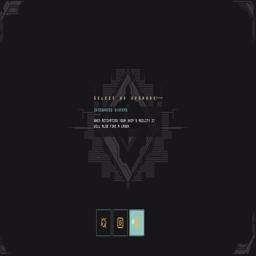 SELECT AN UPGRADE
WHEN ACTIVATING YOUR SHIP'S ABILITY IT
WILL ALSO FIRE A LASER